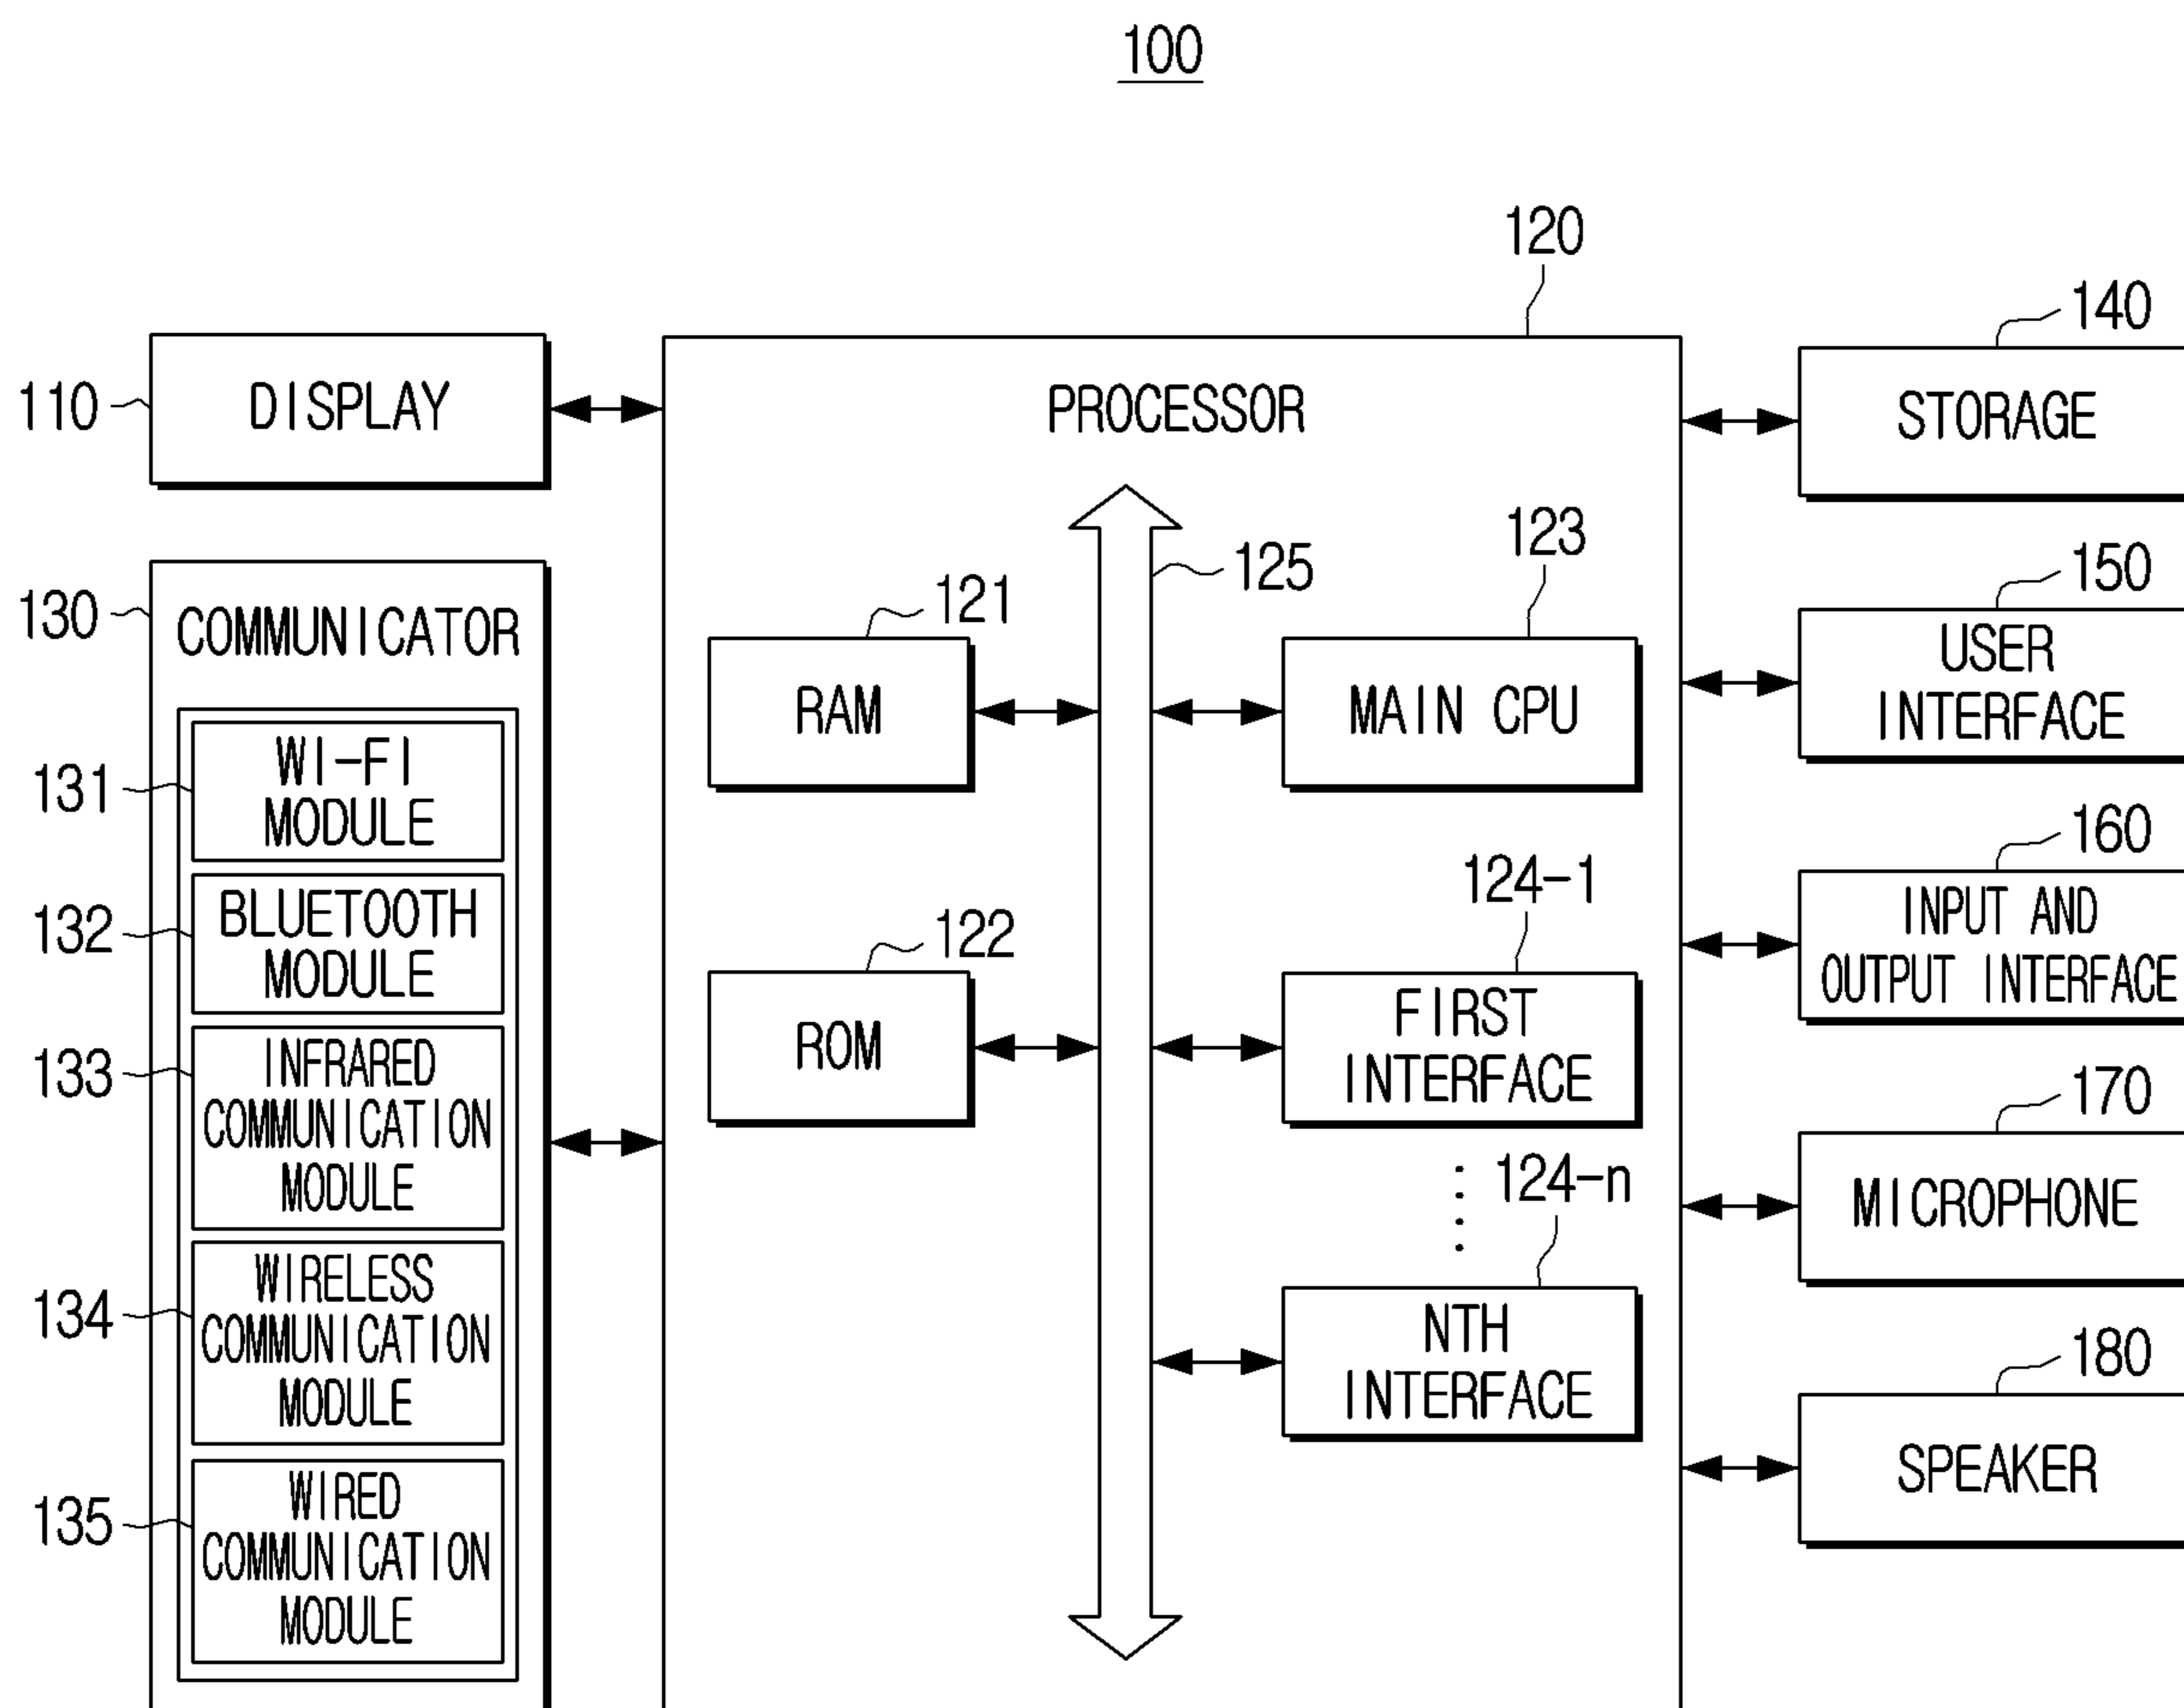 100
120
110
DISPLAY
130
COMMUNICATOR
131
WI-FI
MODULE
132
BLUETOOTH
MODULE
133
INFRARED
COMMUNICATION
MODULE
134
WIRELESS
COMMUNICATION
MODULE
135
WIRED
COMMUNICATION
MODULE
PROCESSOR
125
121
RAM
122
ROM
123
MAIN CPU
124-1
FIRST
INTERFACE
124-n
NTH
INTERFACE
140
STORAGE
150
USER
INTERFACE
160
INPUT AND
OUTPUT INTERFACE
170
MICROPHONE
180
SPEAKER